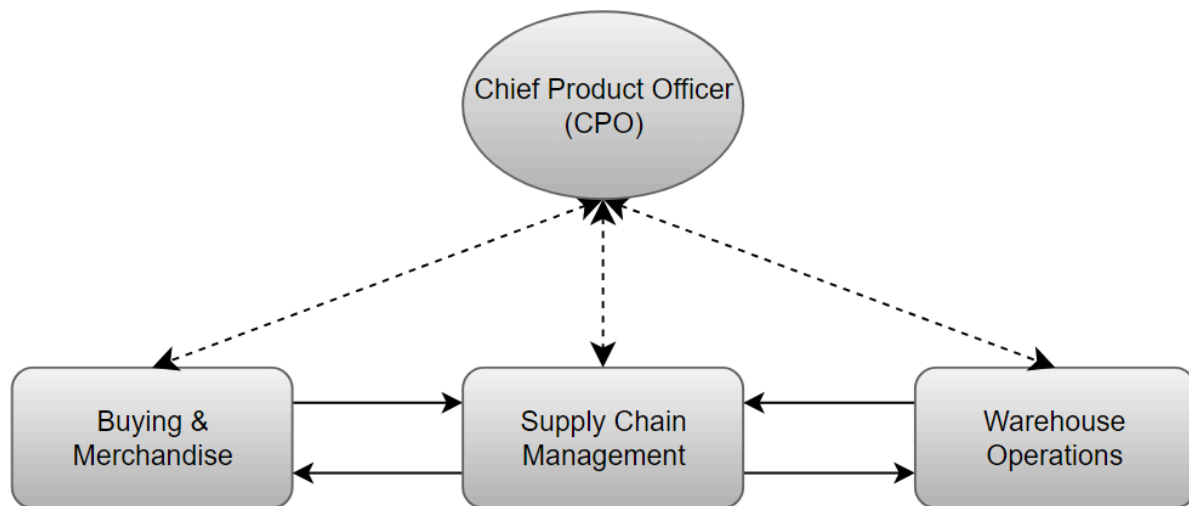 Chief Product Officer
(CPO)
Buying &
Merchandise
Supply Chain
Management
Warehouse
Operations